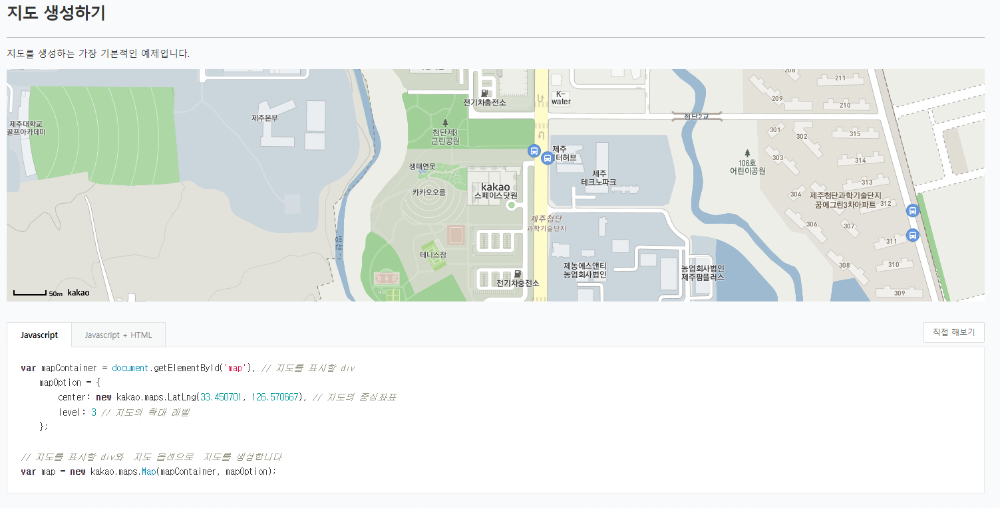 지도 생성하기
지도를 생성하는 가장 기본적인 예제입니다.
208
211
K-
water
전기차충전소
209
210
제주본부
첨단2교
제주대학교
골프아카데미
첨단제3
근린공원
301
302
315
제주
터허브
303
314
생태연못
106호
어린이공원
제주
테크노파크
kakao
스페이스닷원
카카오오름
313
304
제주첨단과학기술단지
꿈에그린3차아파트
312
제주첨단
과학기술단지
306
307
311
테니스장
제농에스앤티
농업회사법인
농업회사법인
제주팜플러스
308
310
전기차충전소
309
50m kakao
Javascript
Javascript + HTML
직접 해보기
var mapContainer = document.getElementById('map'), // 지도를 표시할 div
mapOption = {
center: new kakao.maps.LatLng(33.450701, 126.570667), // 지도의 중심좌표
level: 3 // 지도의 확대 레벨
};
// 지도를 표시할 div와 지도 옵션으로 지도를 생성합니다
var map = new kakao.maps.Map(mapContainer, mapOption);